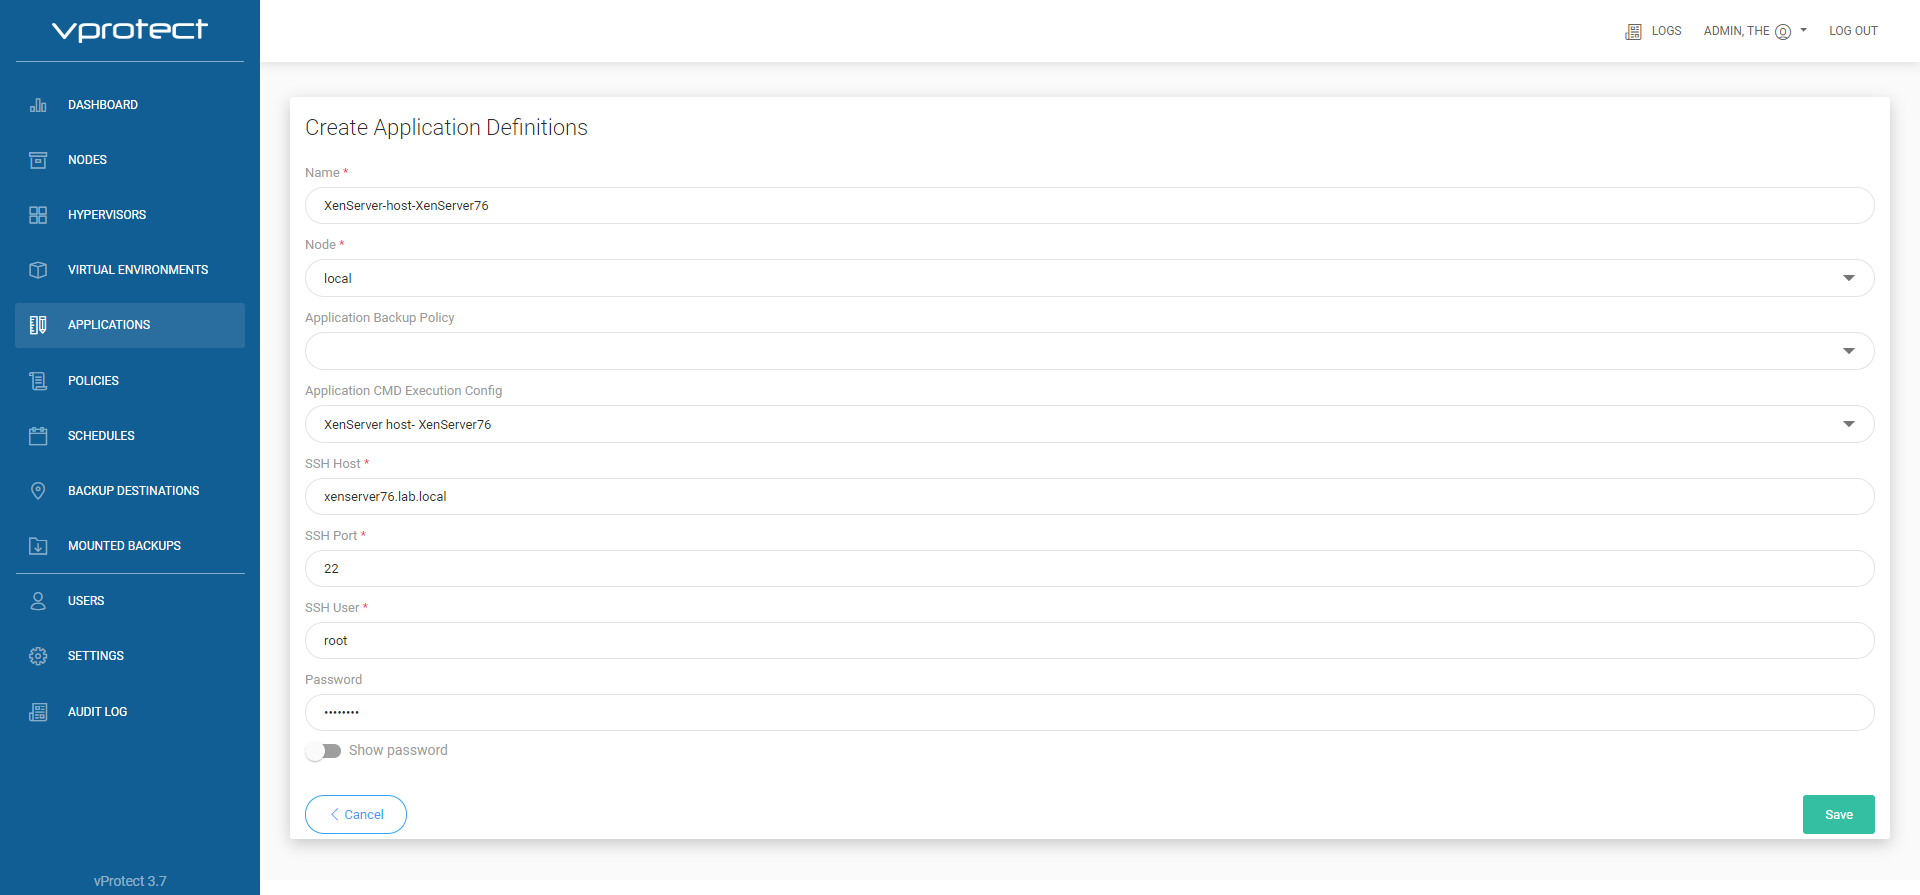 vprotect
LOGS
ADMIN, THE
LOG OUT
DASHBOARD
NODES
HYPERVISORS
VIRTUAL ENVIRONMENTS
APPLICATIONS
POLICIES
SCHEDULES
BACKUP DESTINATIONS
MOUNTED BACKUPS
USERS
SETTINGS
AUDIT LOG
vProtect 3.7
Create Application Definitions
Name *
XenServer-host-XenServer76
Node *
local
Application Backup Policy
Application CMD Execution Config
XenServer host- XenServer76
SSH Host *
xenserver76.lab.local
SSH Port *
22
SSH User *
root
Password
••••••••
Show password
Cancel
Save